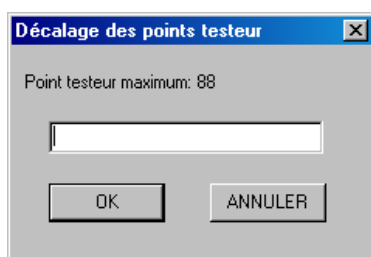 Décalage des points testeur
Point testeur maximum: 88
OK
ANNULER